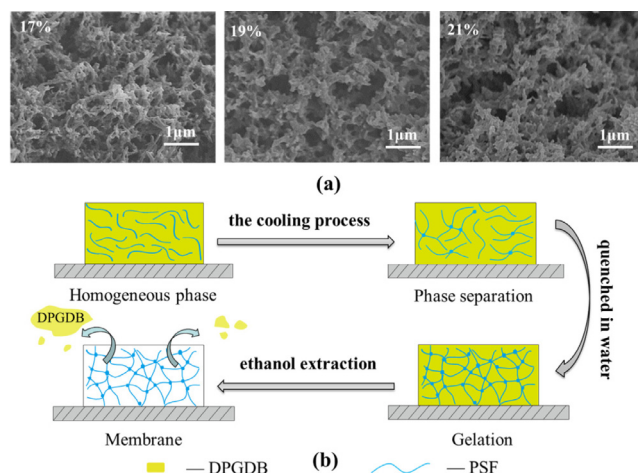 17%
19%
21%
1μm
1μm
1μm
(a)
the cooling process
Homogeneous phase
Phase separation
quenched in water
DPGDB
ethanol extraction
Membrane
Gelation
(b)
— DPGDB
— PSF